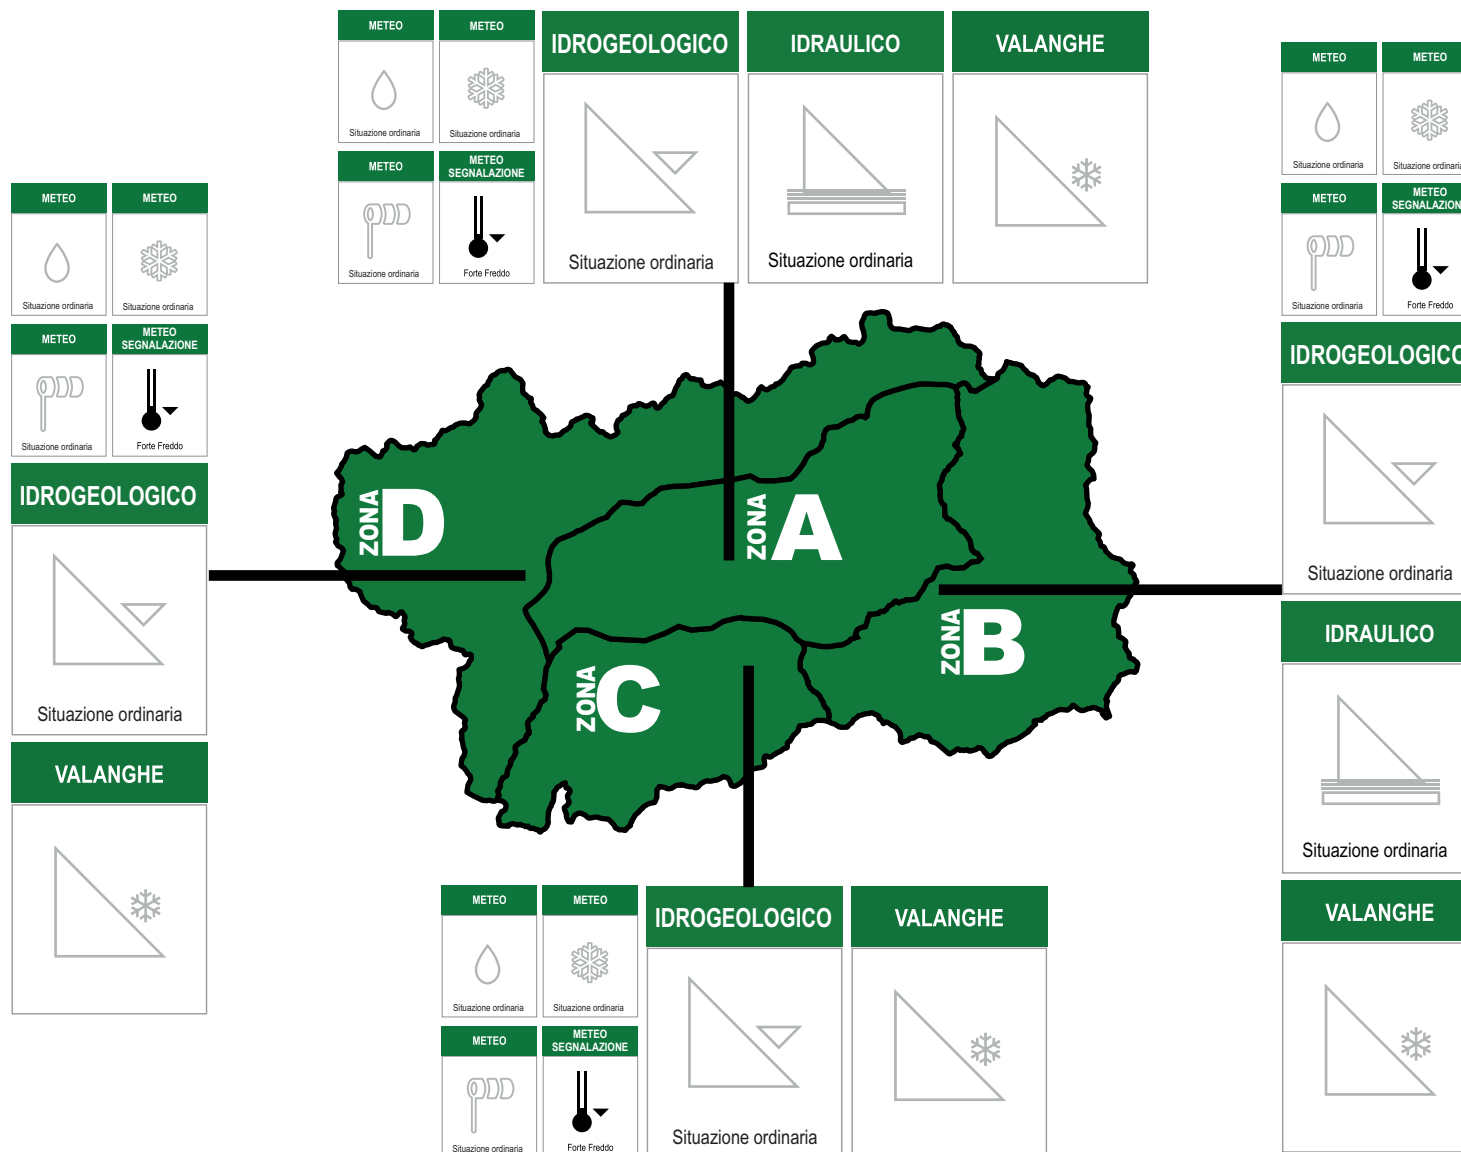 METEO
METEO
Situazione ordinaria
Situazione ordinaria
METEO
METEO
SEGNALAZIONE
Situazione ordinaria
Forte Freddo
IDROGEOLOGICO
Situazione ordinaria
IDRAULICO
Situazione ordinaria
VALANGHE
METEO
METEO
Situazione ordinaria
Situazione ordinaria
METEO
METEO
SEGNALAZIONE
Situazione ordinaria
Forte Freddo
IDROGEOLOGICO
Situazione ordinaria
VALANGHE
ZONA D
ZONA A
ZONA B
ZONA C
METEO
METEO
Situazione ordinaria
Situazione ordinaria
METEO
METEO
SEGNALAZIONE
Situazione ordinaria
Forte Freddo
IDROGEOLOGICO
Situazione ordinaria
IDRAULICO
Situazione ordinaria
VALANGHE
METEO
METEO
Situazione ordinaria
Situazione ordinaria
METEO
METEO
SEGNALAZIONE
Situazione ordinaria
Forte Freddo
IDROGEOLOGICO
Situazione ordinaria
VALANGHE